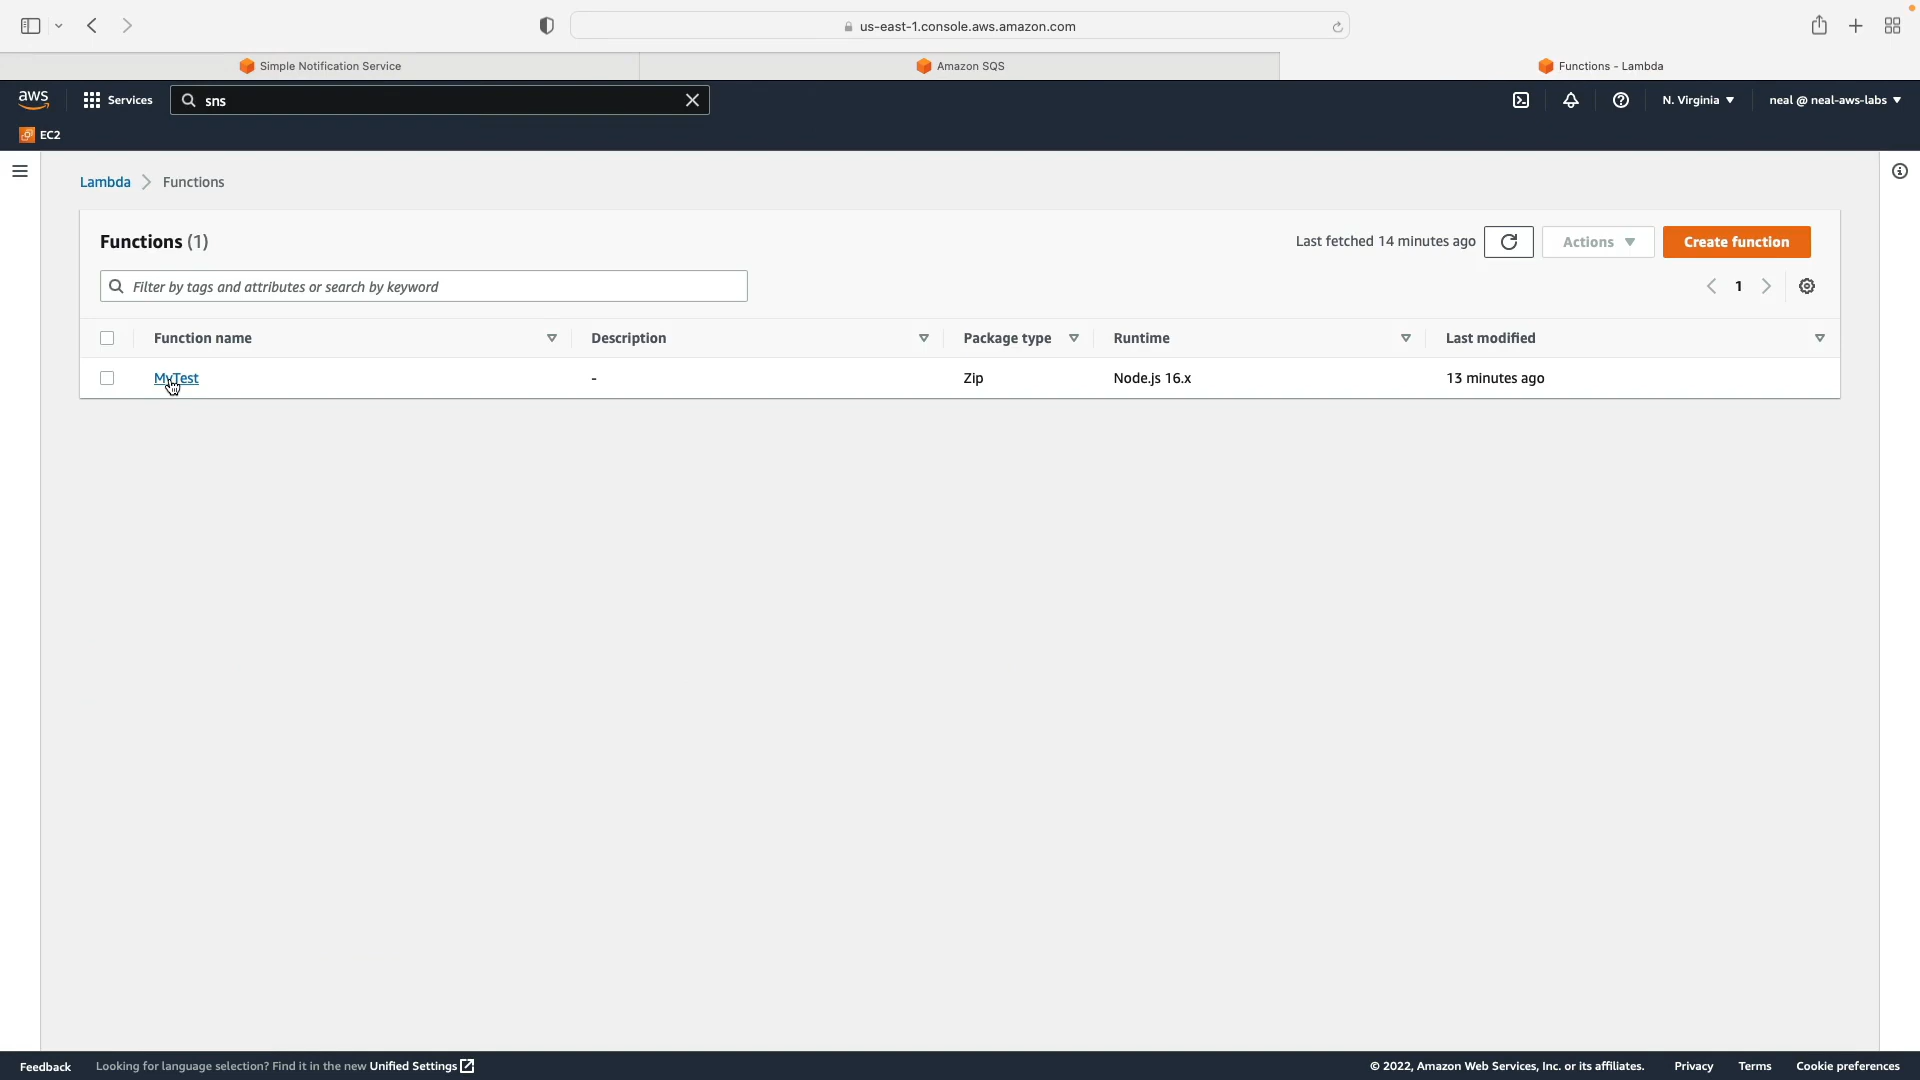 us-east-1.console.aws.amazon.com
Simple Notification Service
Amazon SQS
Functions - Lambda
aws
Services
sns
N. Virginia
neal @ neal-aws-labs
EC2
Lambda
Functions
Functions (1)
Last fetched 14 minutes ago
Actions
Create function
Filter by tags and attributes or search by keyword
1
Function name
Description
Package type
Runtime
Last modified
MyTest
-
Zip
Node.js 16.x
13 minutes ago
Feedback
Looking for language selection? Find it in the new Unified Settings
© 2022, Amazon Web Services, Inc. or its affiliates.
Privacy
Terms
Cookie preferences